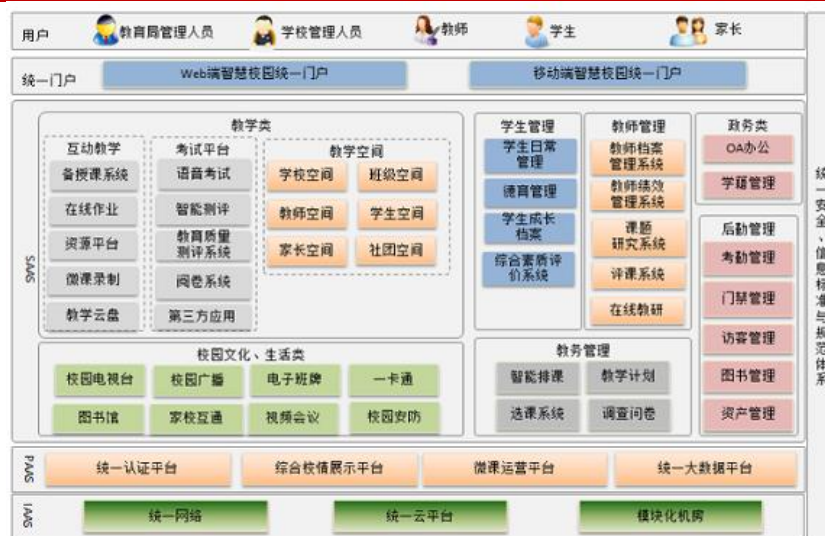 用户
教育局管理人员
学校管理人员
教师
学生
家长
统一门户
Web端智慧校园统一门户
移动端智慧校园统一门户
SAAS
教学类
互动教学
备授课系统
在线作业
资源平台
微课录制
教学云盘
考试平台
语音考试
智能测评
教育质量
测评系统
阅卷系统
第三方应用
教学空间
学校空间
班级空间
教师空间
学生空间
家长空间
社团空间
学生管理
学生日常
管理
德育管理
学生成长
档案
综合素质评
价系统
教师管理
教师档案
管理系统
教师绩效
管理系统
课题
研究系统
评课系统
在线教研
政务类
OA办公
学籍管理
后勤管理
考勤管理
门禁管理
访客管理
图书管理
资产管理
校园文化、生活类
校园电视台
校园广播
电子班牌
一卡通
图书馆
家校互通
视频会议
校园安防
教务管理
智能排课
教学计划
选课系统
调查问卷
PAAS
统一认证平台
综合校情展示平台
微课运营平台
统一大数据平台
IAAS
统一网络
统一云平台
模块化机房
统一安全、信息标准与规范体系